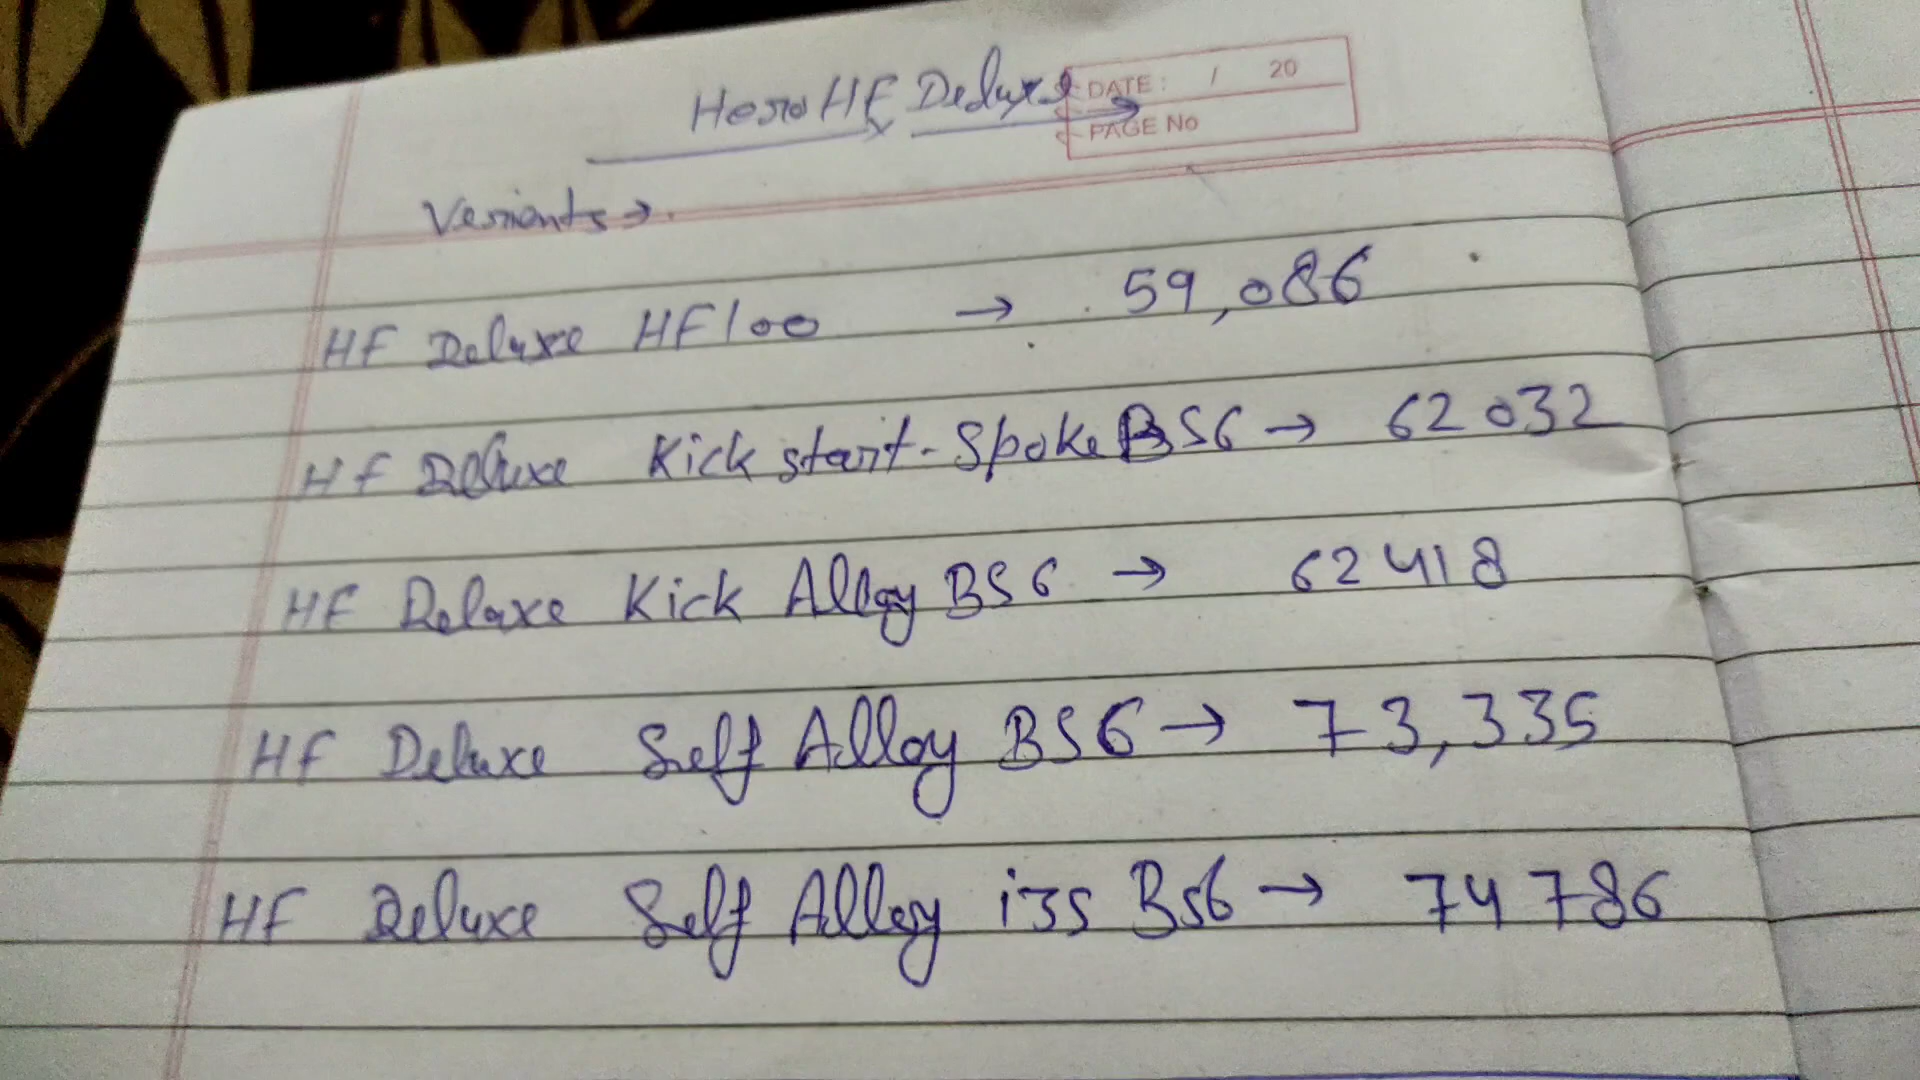 Hero HF Deluxe
DATE: / 20
PAGE No
Verients →
HF Deluxe HF100 → 59,086
HF Deluxe Kick start-Spoke BS6 → 62032
HF Deluxe Kick Alloy BS6 → 62418
HF Deluxe Self Alloy BS6 → 73,335
HF Deluxe Self Alloy i3S BS6 → 74786